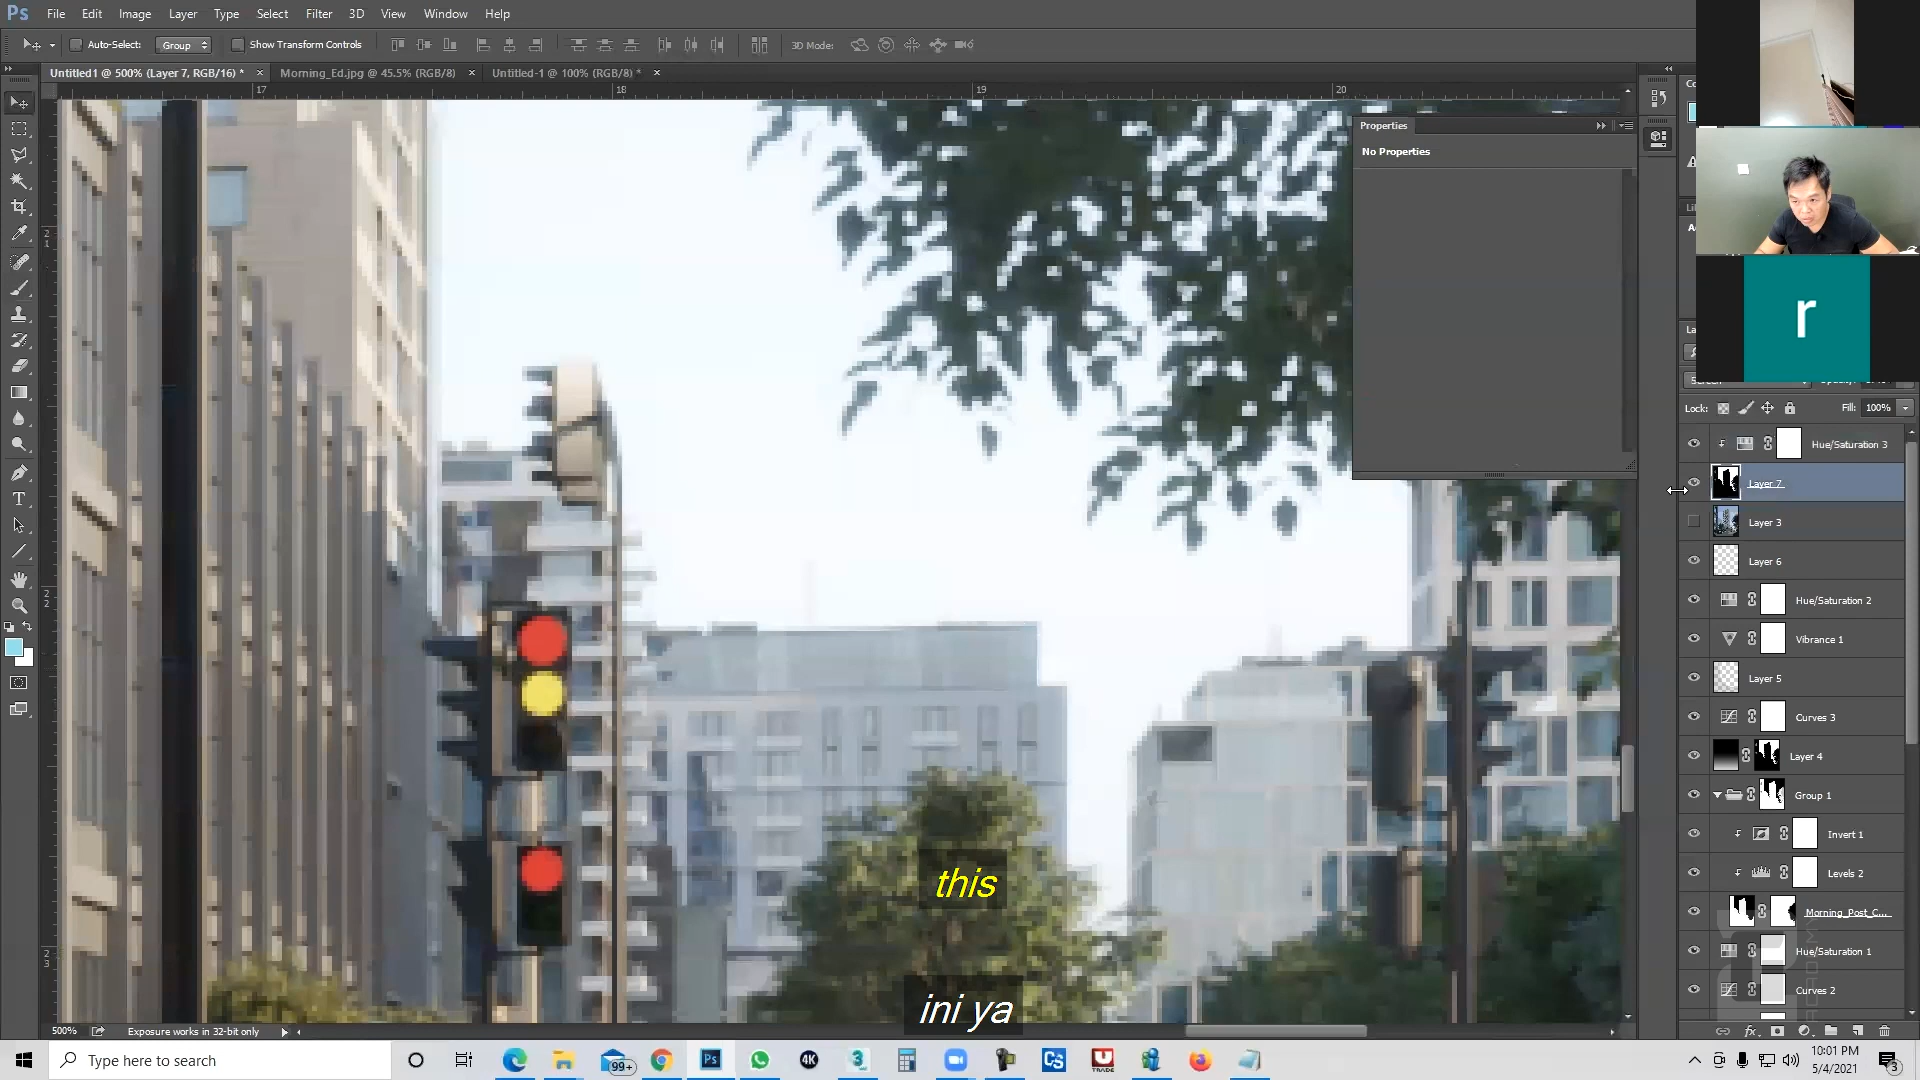 Ps File Edit Image Layer Type Select Filter 3D View Window Help
Auto-Select: Group Show Transform Controls 3D Mode:
Untitled1 @ 500% (Layer 7, RGB/16) * × Morning_Ed.jpg @ 45.5% (RGB/8) × Untitled-1 @ 100% (RGB/8) * ×
17 18 19 20
Properties
No Properties
r
Lock: Fill: 100%
Hue/Saturation 3
Layer 7
Layer 3
Layer 6
Hue/Saturation 2
Vibrance 1
Layer 5
Curves 3
Layer 4
Group 1
Invert 1
Levels 2
Morning_Post_C...
Hue/Saturation 1
Curves 2
this
ini ya
500% Exposure works in 32-bit only
Type here to search
99+
4K
CS
TRADE
10:01 PM
5/4/2021
3